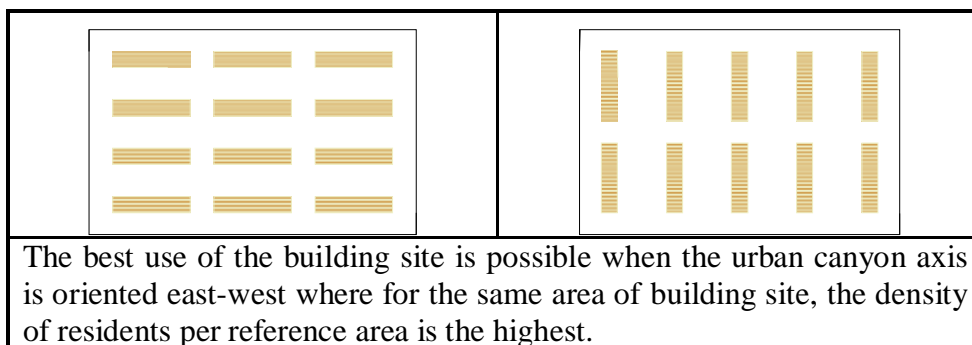 The best use of the building site is possible when the urban canyon axis
is oriented east-west where for the same area of building site, the density
of residents per reference area is the highest.